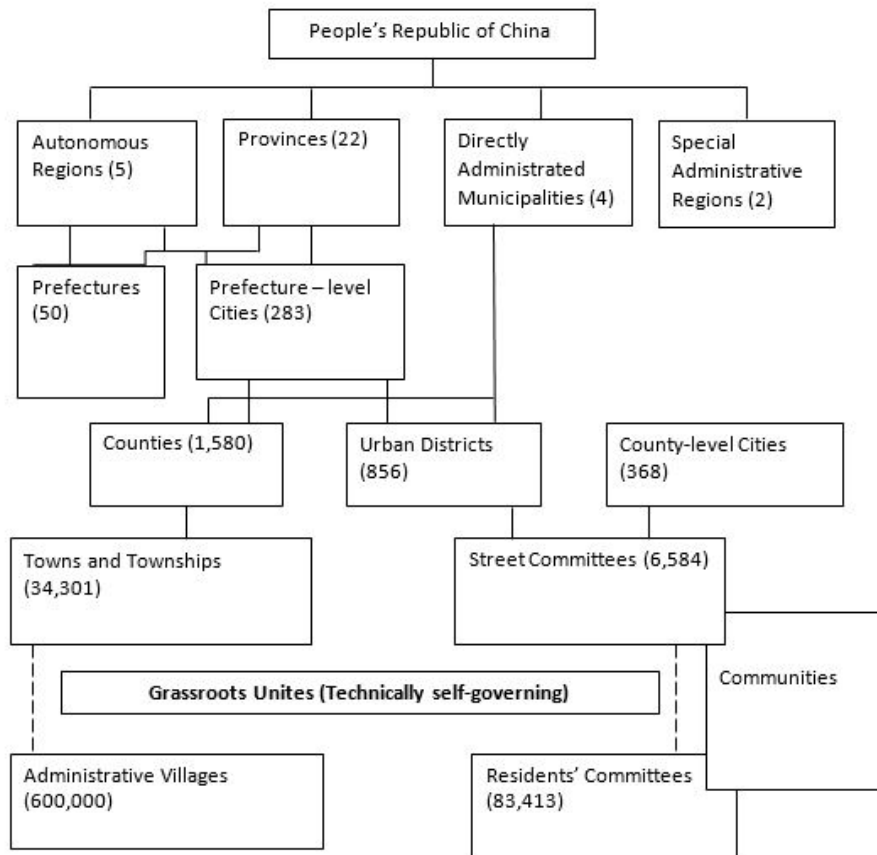 People's Republic of China
Autonomous
Regions (5)
Provinces (22)
Directly
Administrated
Municipalities (4)
Special
Administrative
Regions (2)
Prefectures
(50)
Prefecture – level
Cities (283)
Counties (1,580)
Urban Districts
(856)
County-level Cities
(368)
Towns and Townships
(34,301)
Street Committees (6,584)
Communities
Grassroots Unites (Technically self-governing)
Administrative Villages
(600,000)
Residents' Committees
(83,413)